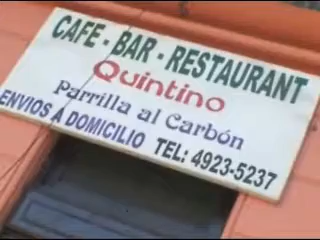 CAFE - BAR - RESTAURANT
Quintino
Parrilla al Carbón
ENVIOS A DOMICILIO TEL: 4923-5237